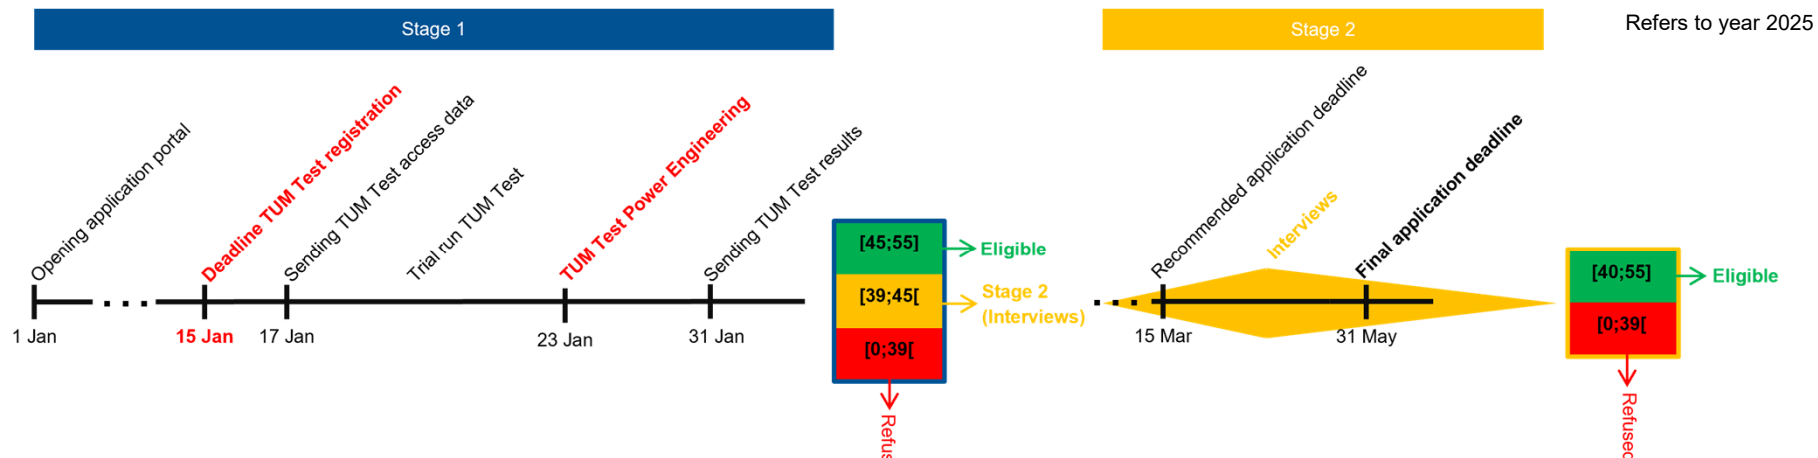 Stage 1
Stage 2
Refers to year 2025
Opening application portal
Deadline TUM Test registration
Sending TUM Test access data
Trial run TUM Test
TUM Test Power Engineering
Sending TUM Test results
1 Jan
15 Jan
17 Jan
23 Jan
31 Jan
[45;55]
Eligible
[39;45[
Stage 2
(Interviews)
[0;39[
Refus
Recommended application deadline
Interviews
Final application deadline
15 Mar
31 May
[40;55]
Eligible
[0;39[
Refused